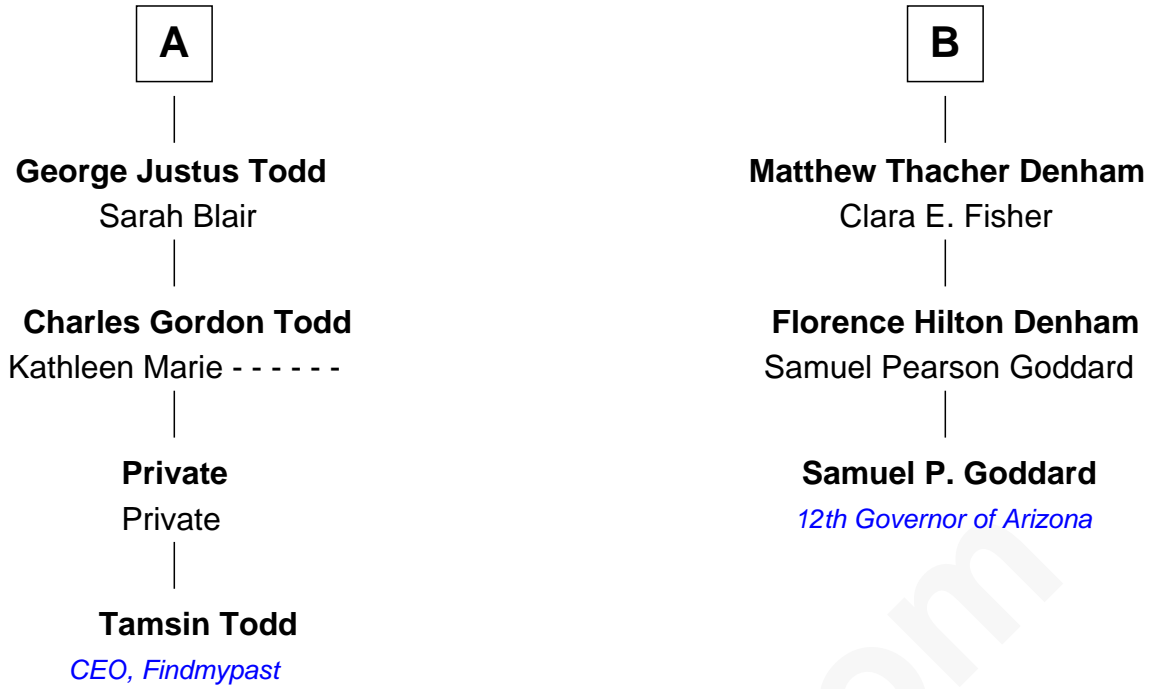 A
George Justus Todd
Sarah Blair
Charles Gordon Todd
Kathleen Marie - - - - - -
Private
Private
Tamsin Todd
CEO, Findmypast
B
Matthew Thacher Denham
Clara E. Fisher
Florence Hilton Denham
Samuel Pearson Goddard
Samuel P. Goddard
12th Governor of Arizona
om